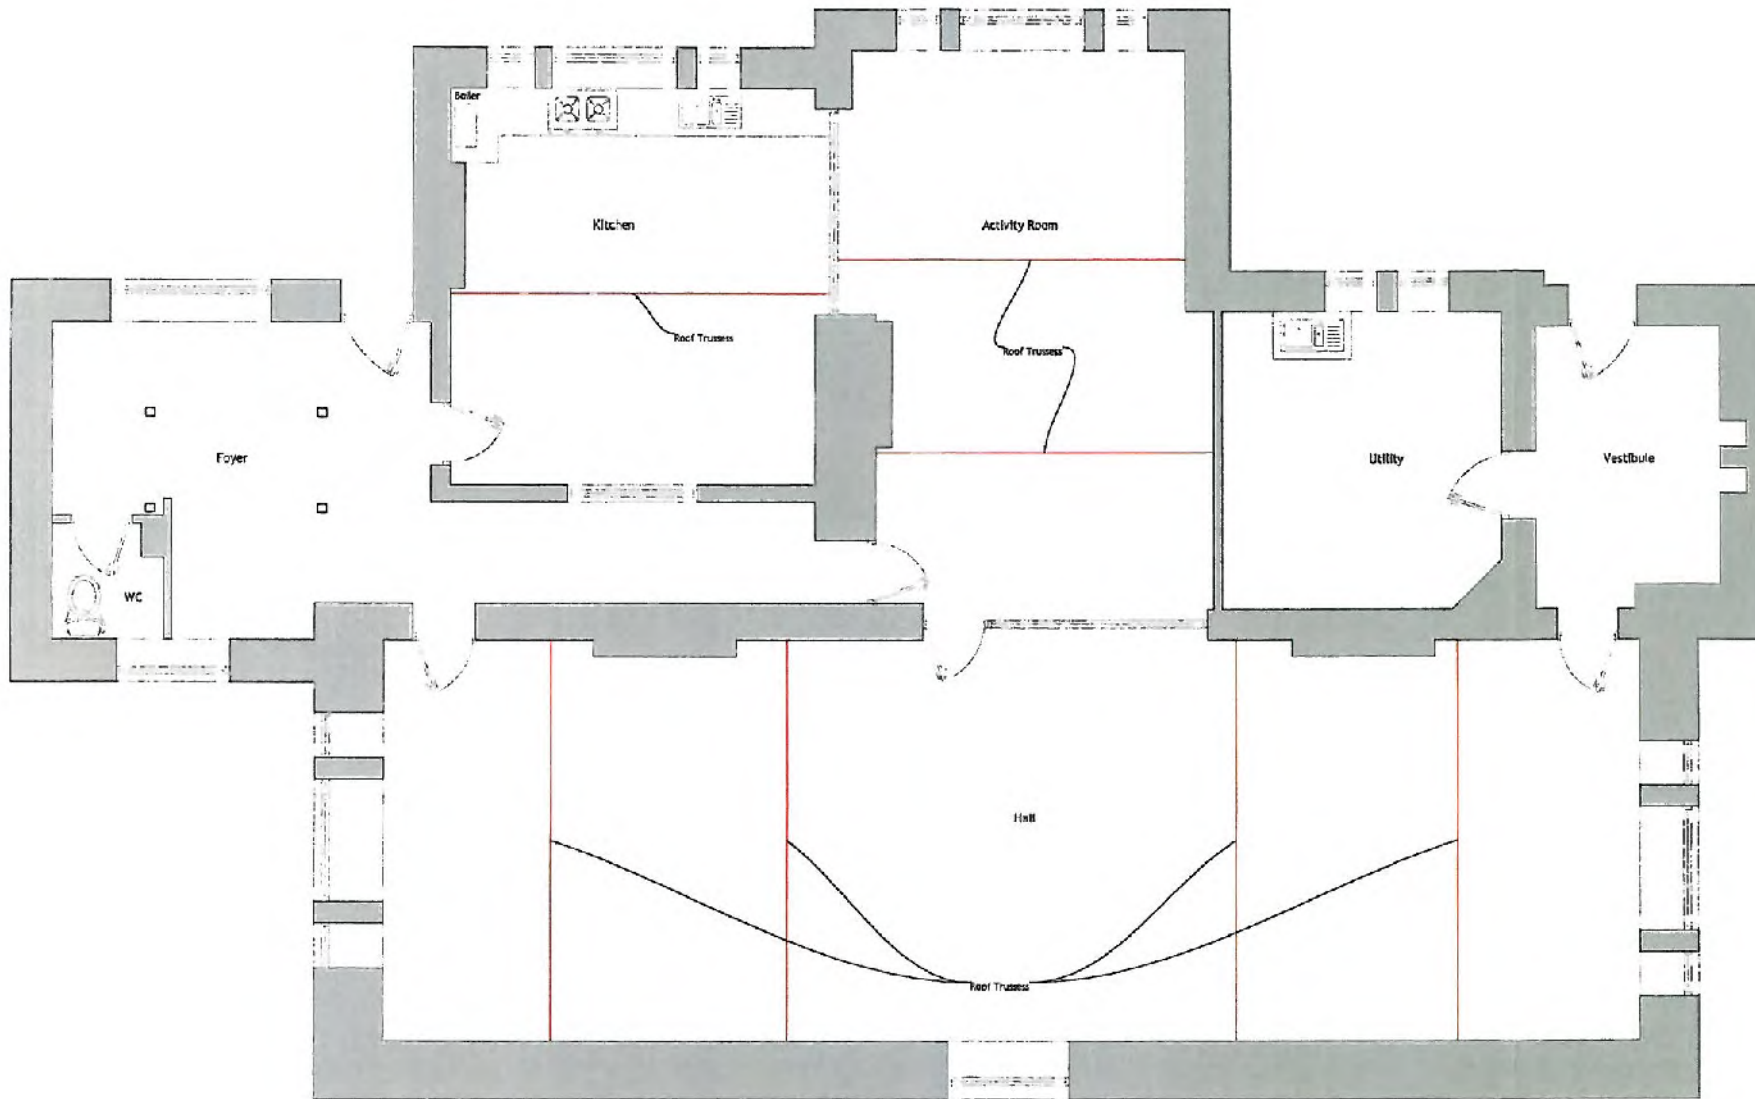 Boiler
Kitchen
Activity Room
Roof Trusses
Roof Trusses
Foyer
Utility
Vestibule
WC
Hall
Roof Trusses